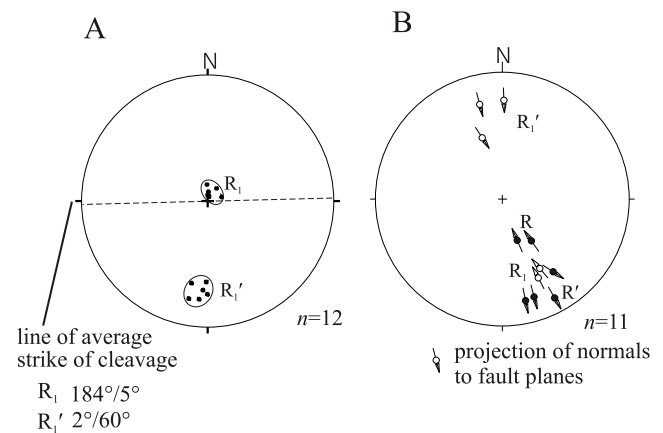 A
B
N
N
R₁
R₁′
n=12
R₁′
R
R₁
R′
n=11
line of average
strike of cleavage
R₁ 184°/5°
R₁′ 2°/60°
projection of normals
to fault planes